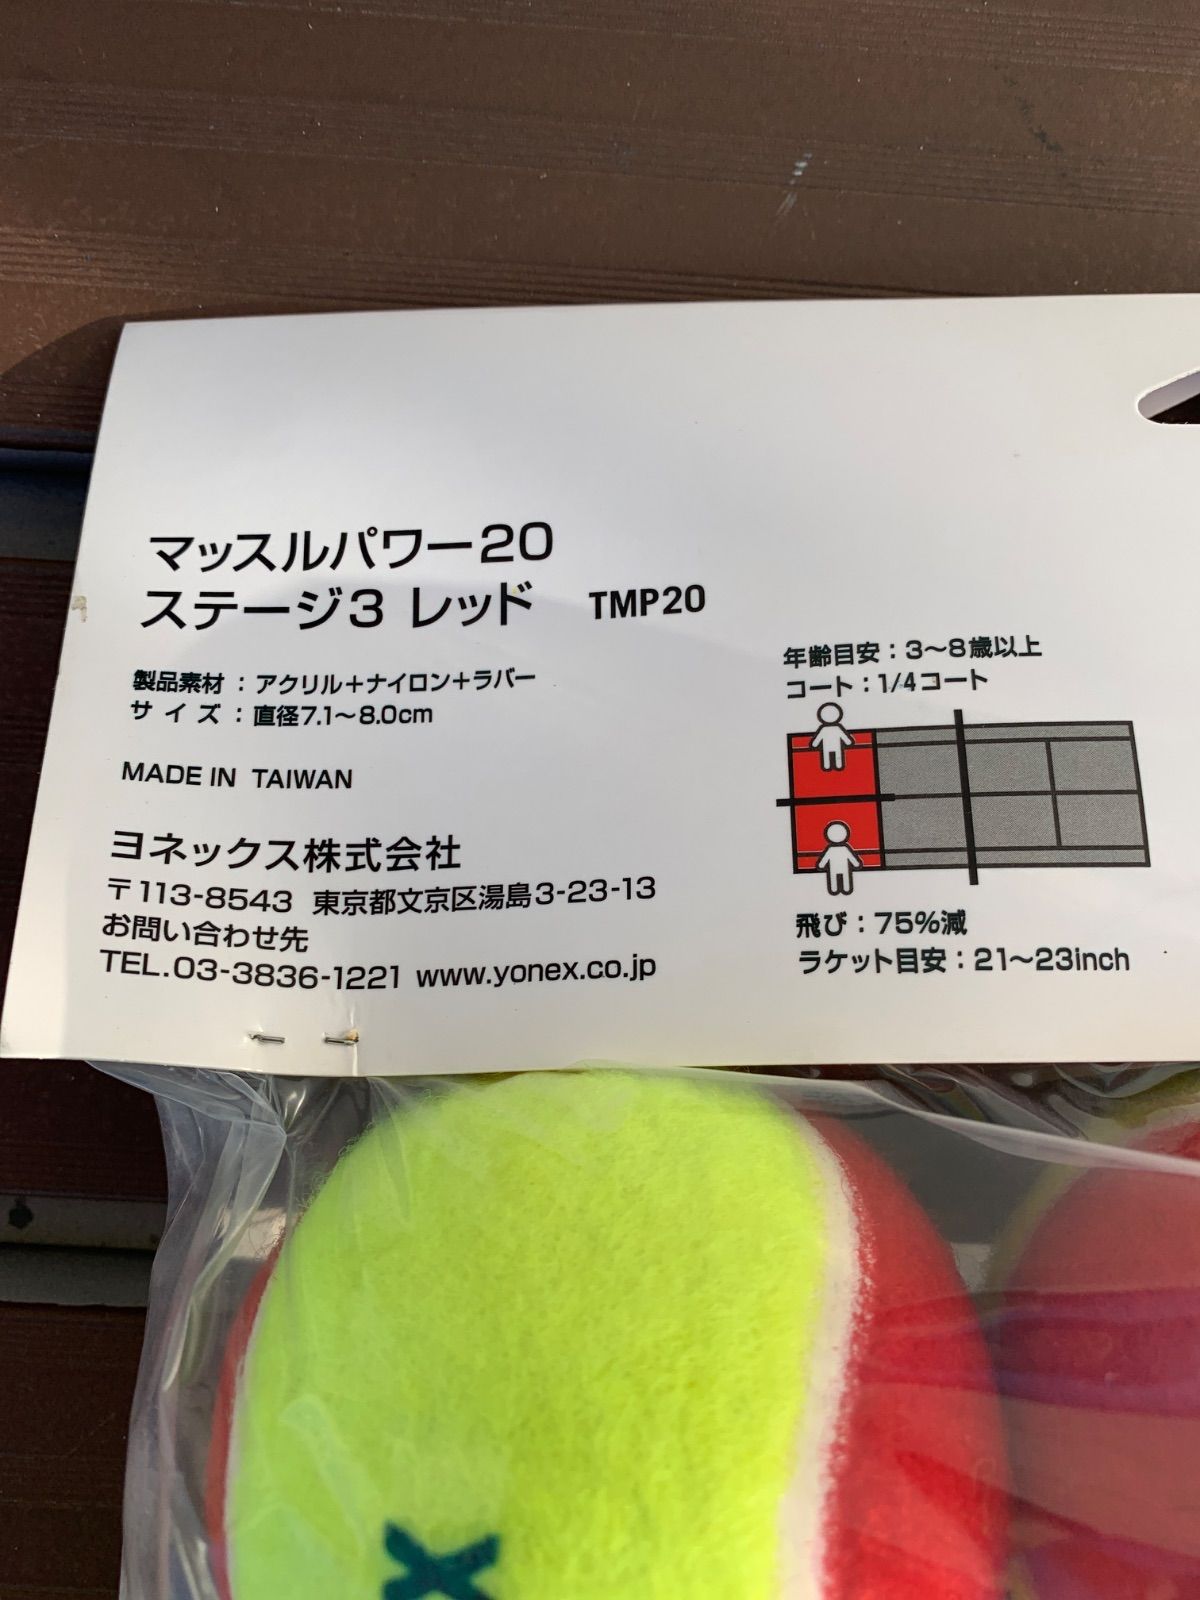 マッスルパワー20
ステージ3 レッド TMP20
製品素材：アクリル+ナイロン+ラバー
サイズ：直径7.1～8.0cm
MADE IN TAIWAN
ヨネックス株式会社
〒113-8543 東京都文京区湯島3-23-13
お問い合わせ先
TEL.03-3836-1221 www.yonex.co.jp
年齢目安：3～8歳以上
コート：1/4コート
飛び：75%減
ラケット目安：21～23inch
X